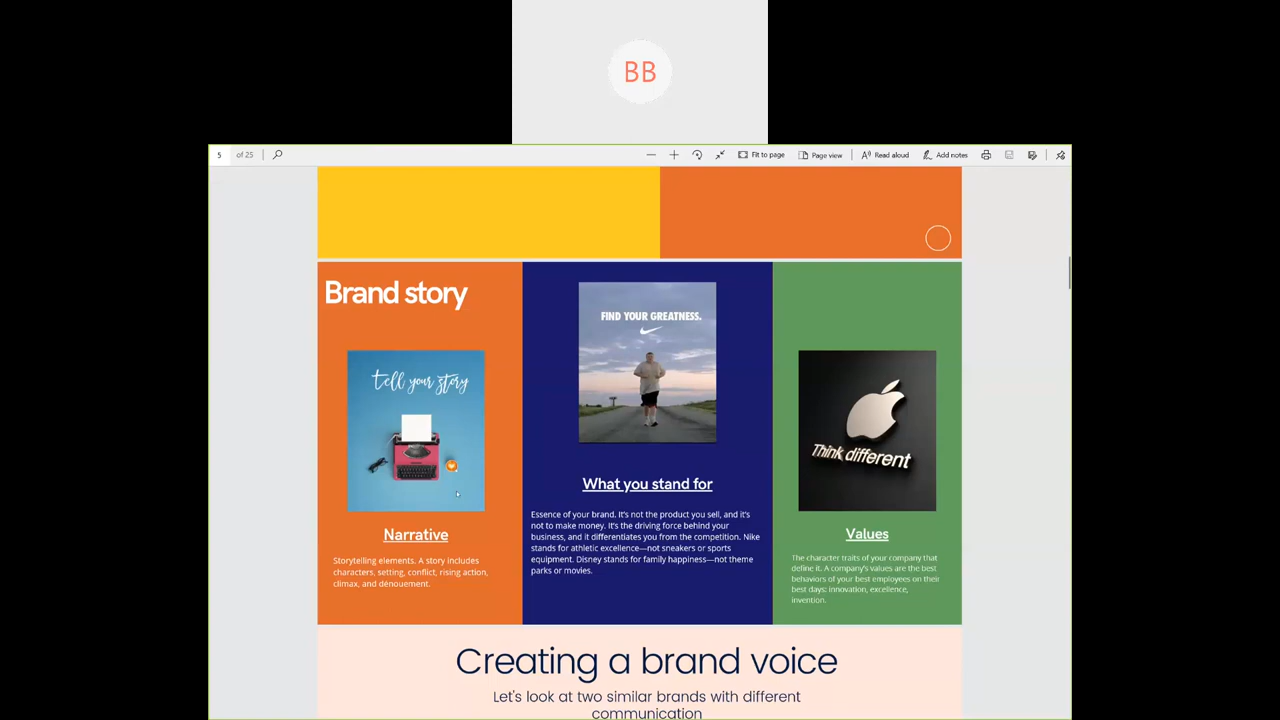 BB
5 of 25
Fit to page
Page view
Read aloud
Add notes
Brand story
tell your story
Narrative
Storytelling elements. A story includes
characters, setting, conflict, rising action,
climax, and dénouement.
FIND YOUR GREATNESS.
What you stand for
Essence of your brand. It's not the product you sell, and it's
not to make money. It's the driving force behind your
business, and it differentiates you from the competition. Nike
stands for athletic excellence—not sneakers or sports
equipment. Disney stands for family happiness—not theme
parks or movies.
Think different
Values
The character traits of your company that
define it. A company's values are the best
behaviors of your best employees on their
best days: innovation, excellence,
invention.
Creating a brand voice
Let's look at two similar brands with different
communication